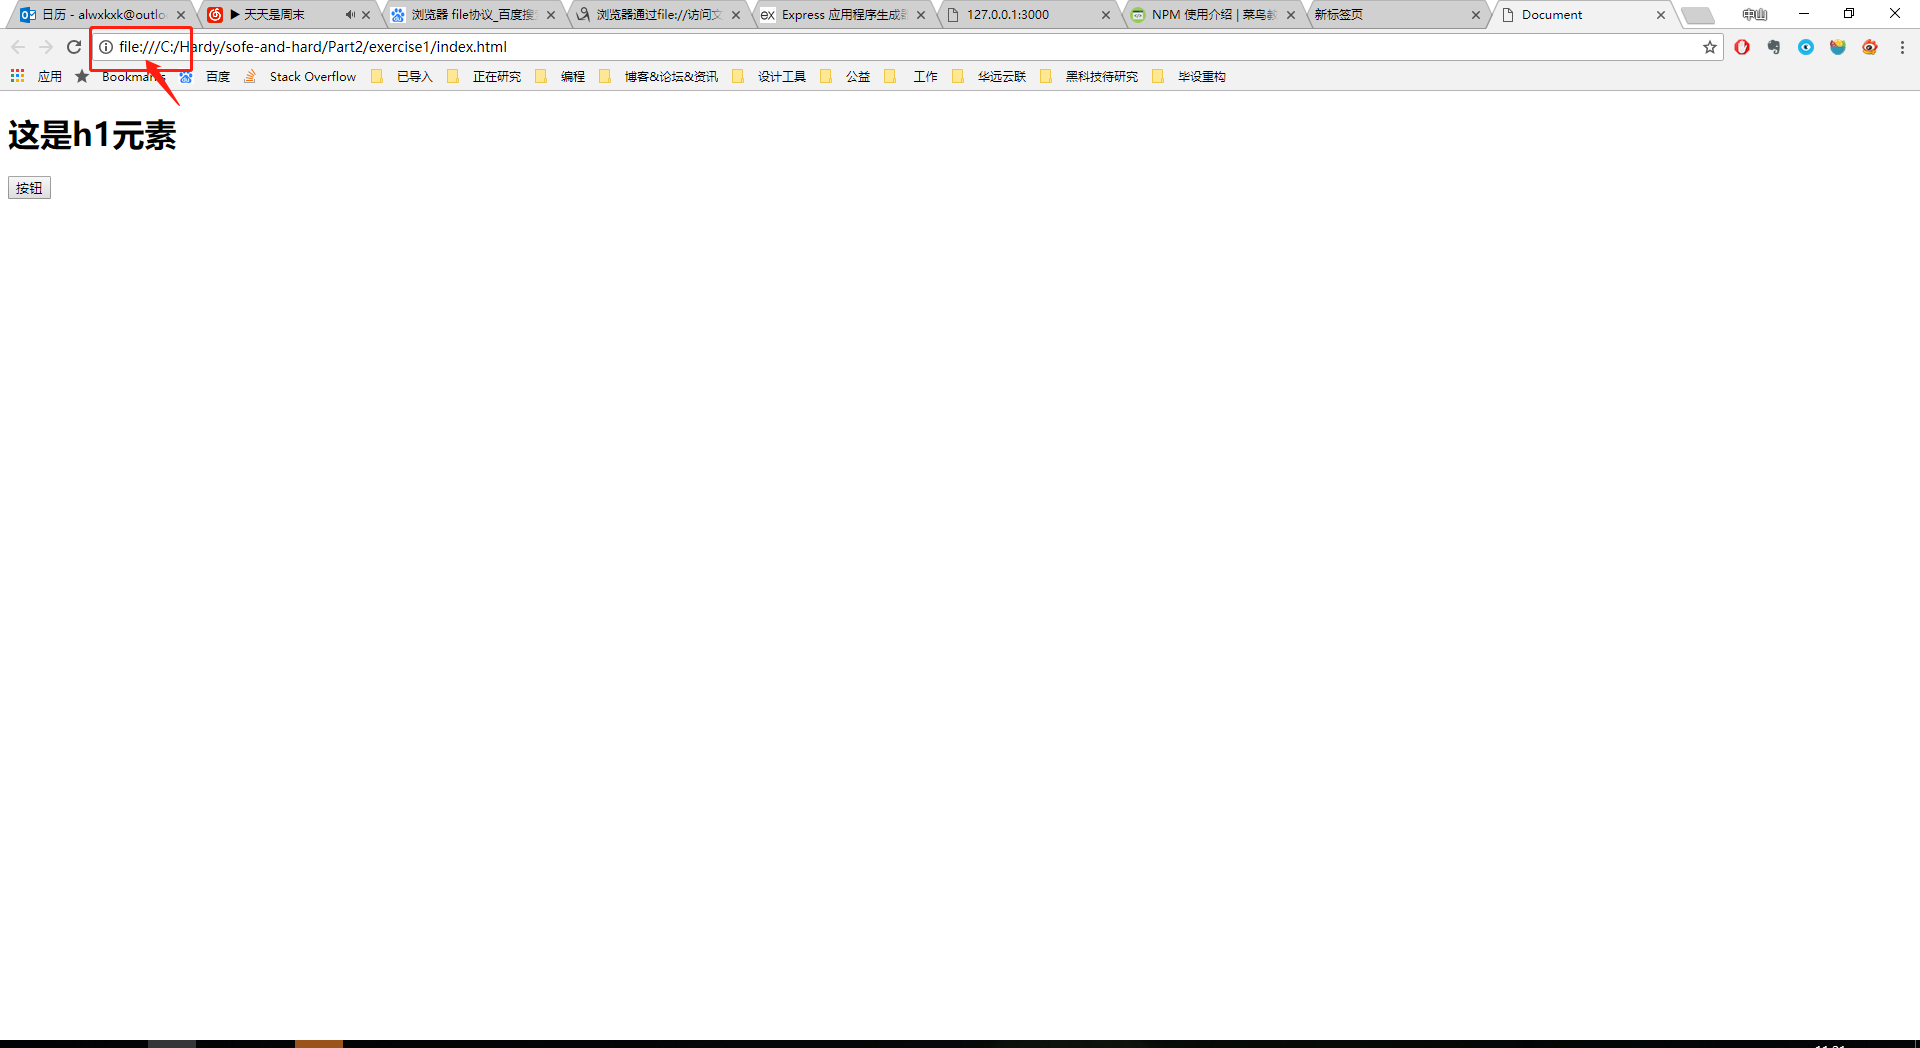 日历 - alwxkxk@outlo
▶ 天天是周末
浏览器 file协议_百度搜
浏览器通过file://访问文
ex Express 应用程序生成器
127.0.0.1:3000
NPM 使用介绍 | 菜鸟教
新标签页
Document
中山
file:///C:/Hardy/sofe-and-hard/Part2/exercise1/index.html
应用 Bookmarks 百度 Stack Overflow 已导入 正在研究 编程 博客&论坛&资讯 设计工具 公益 工作 华远云联 黑科技待研究 毕设重构
这是h1元素
按钮